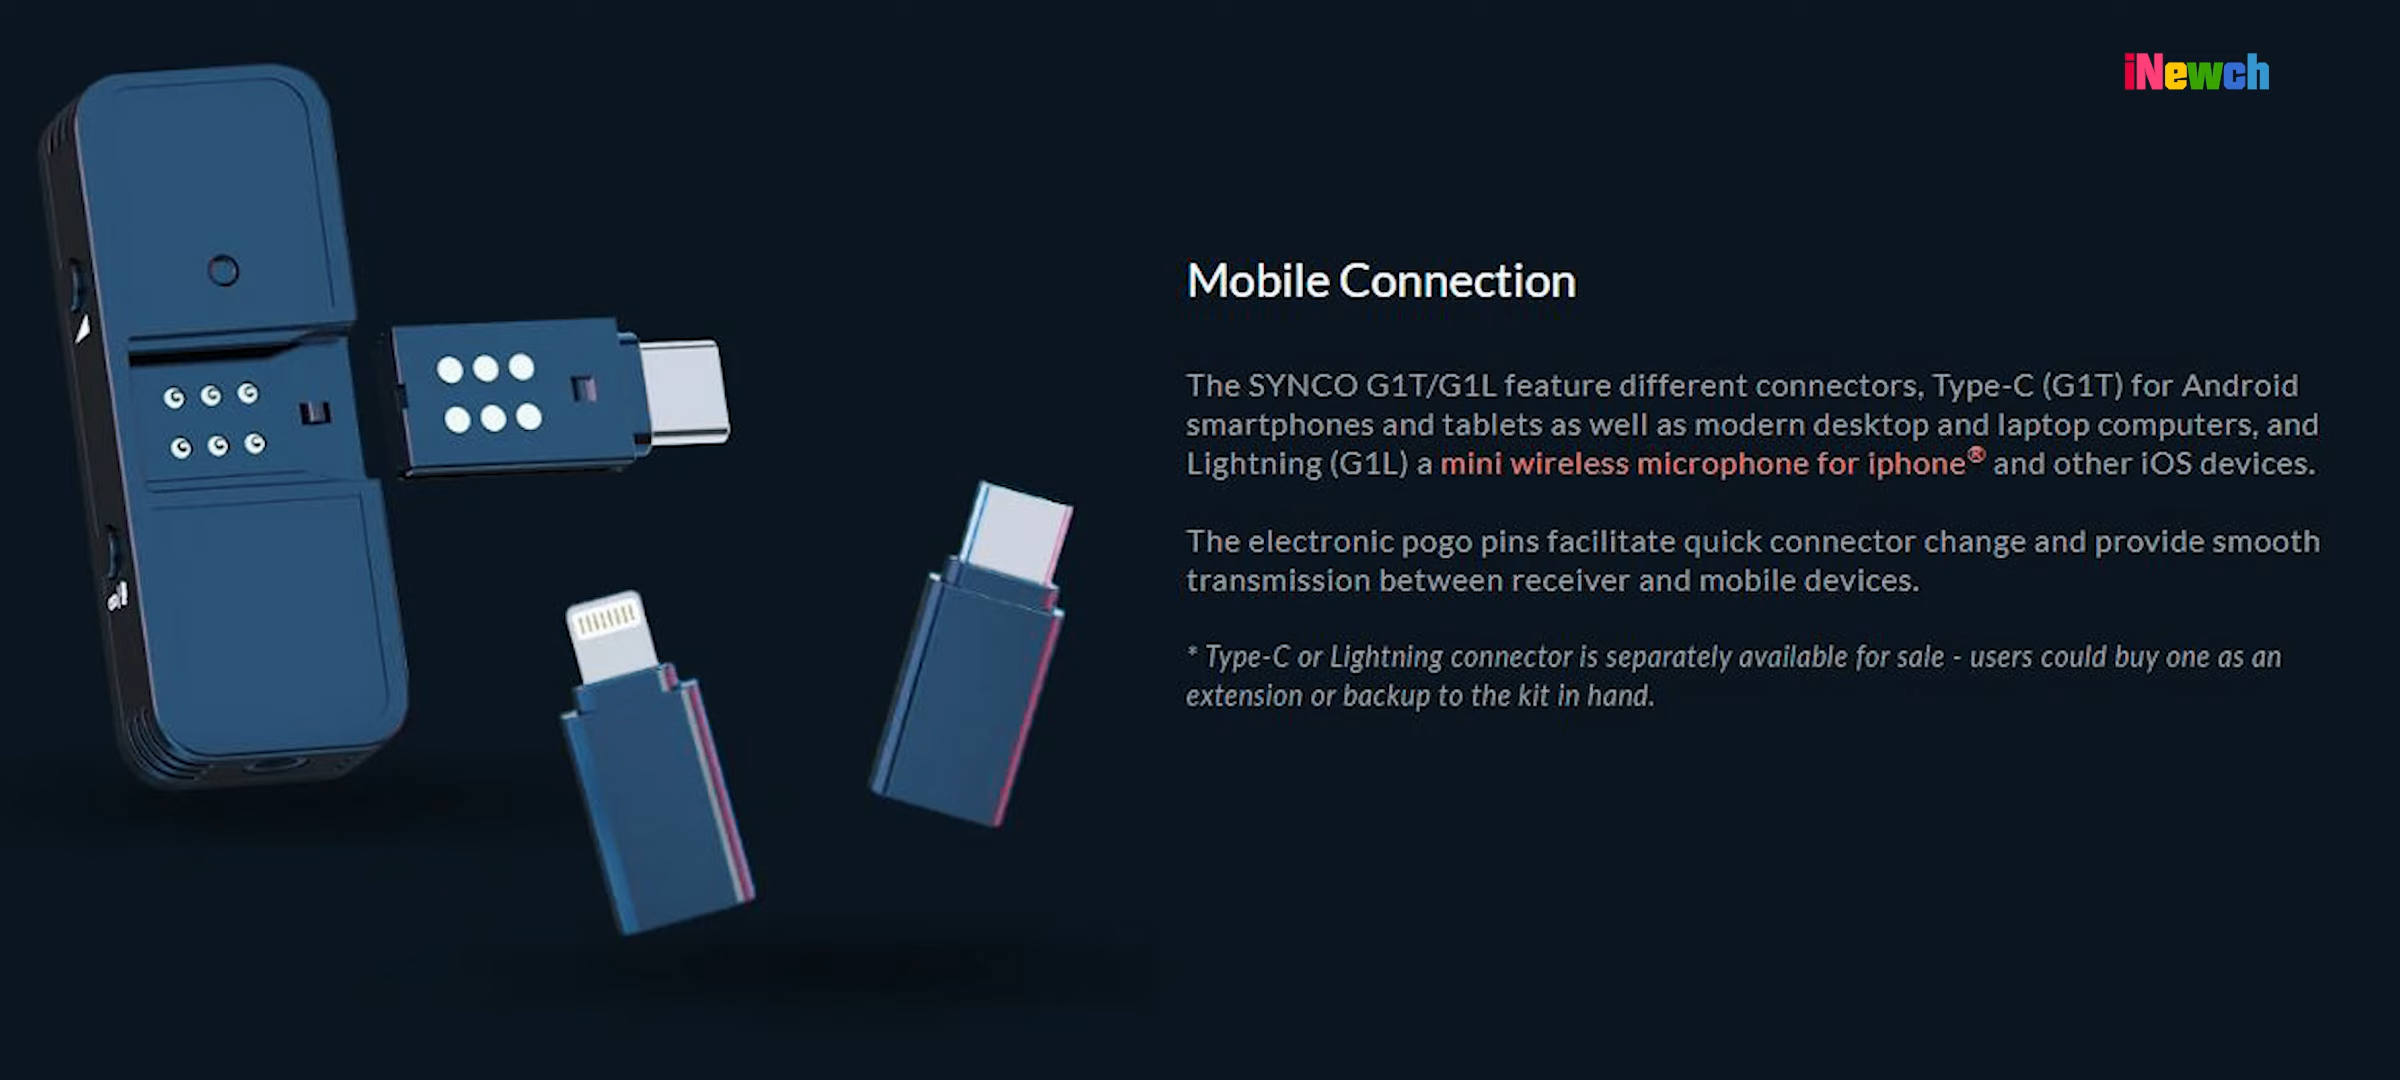 iNewch
Mobile Connection
The SYNCO G1T/G1L feature different connectors, Type-C (G1T) for Android
smartphones and tablets as well as modern desktop and laptop computers, and
Lightning (G1L) a mini wireless microphone for iphone® and other iOS devices.
The electronic pogo pins facilitate quick connector change and provide smooth
transmission between receiver and mobile devices.
* Type-C or Lightning connector is separately available for sale - users could buy one as an
extension or backup to the kit in hand.